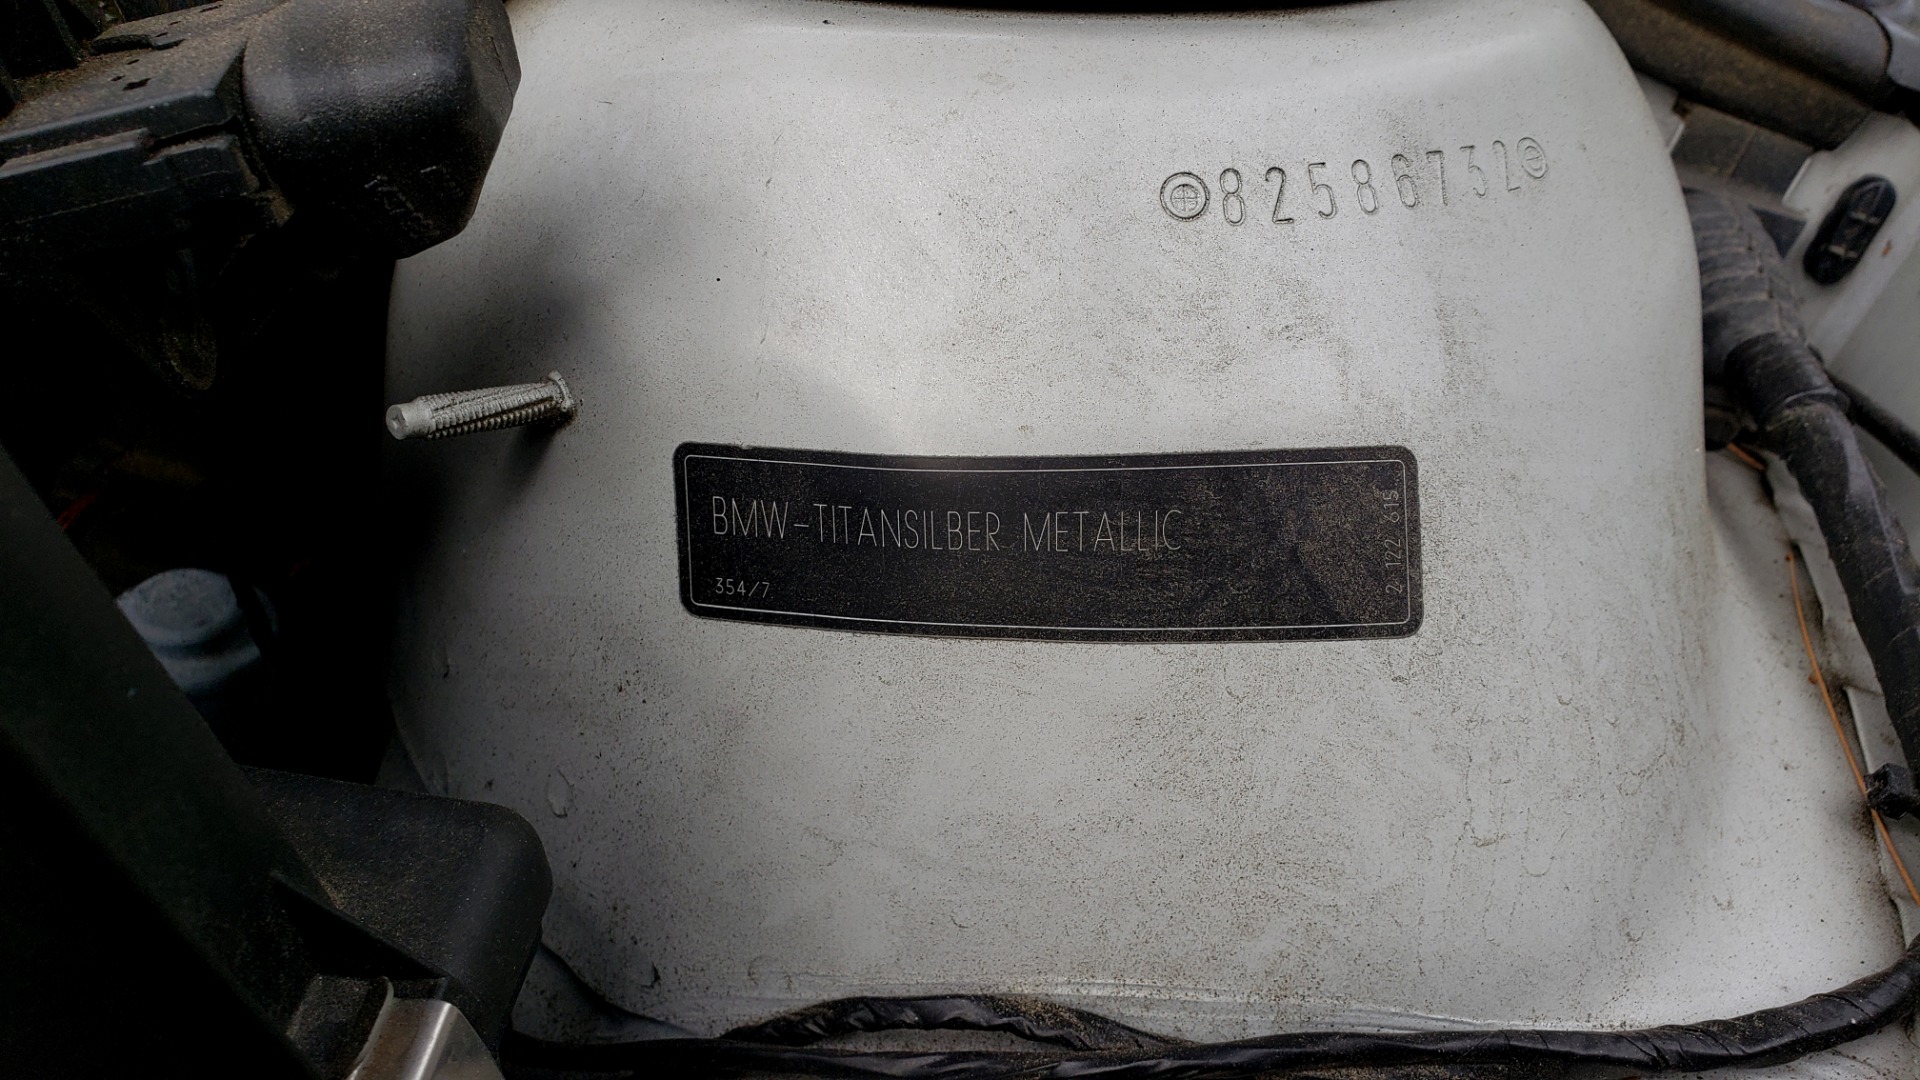 82586732
BMW-TITANSILBER METALLIC
354/7
2 122 615